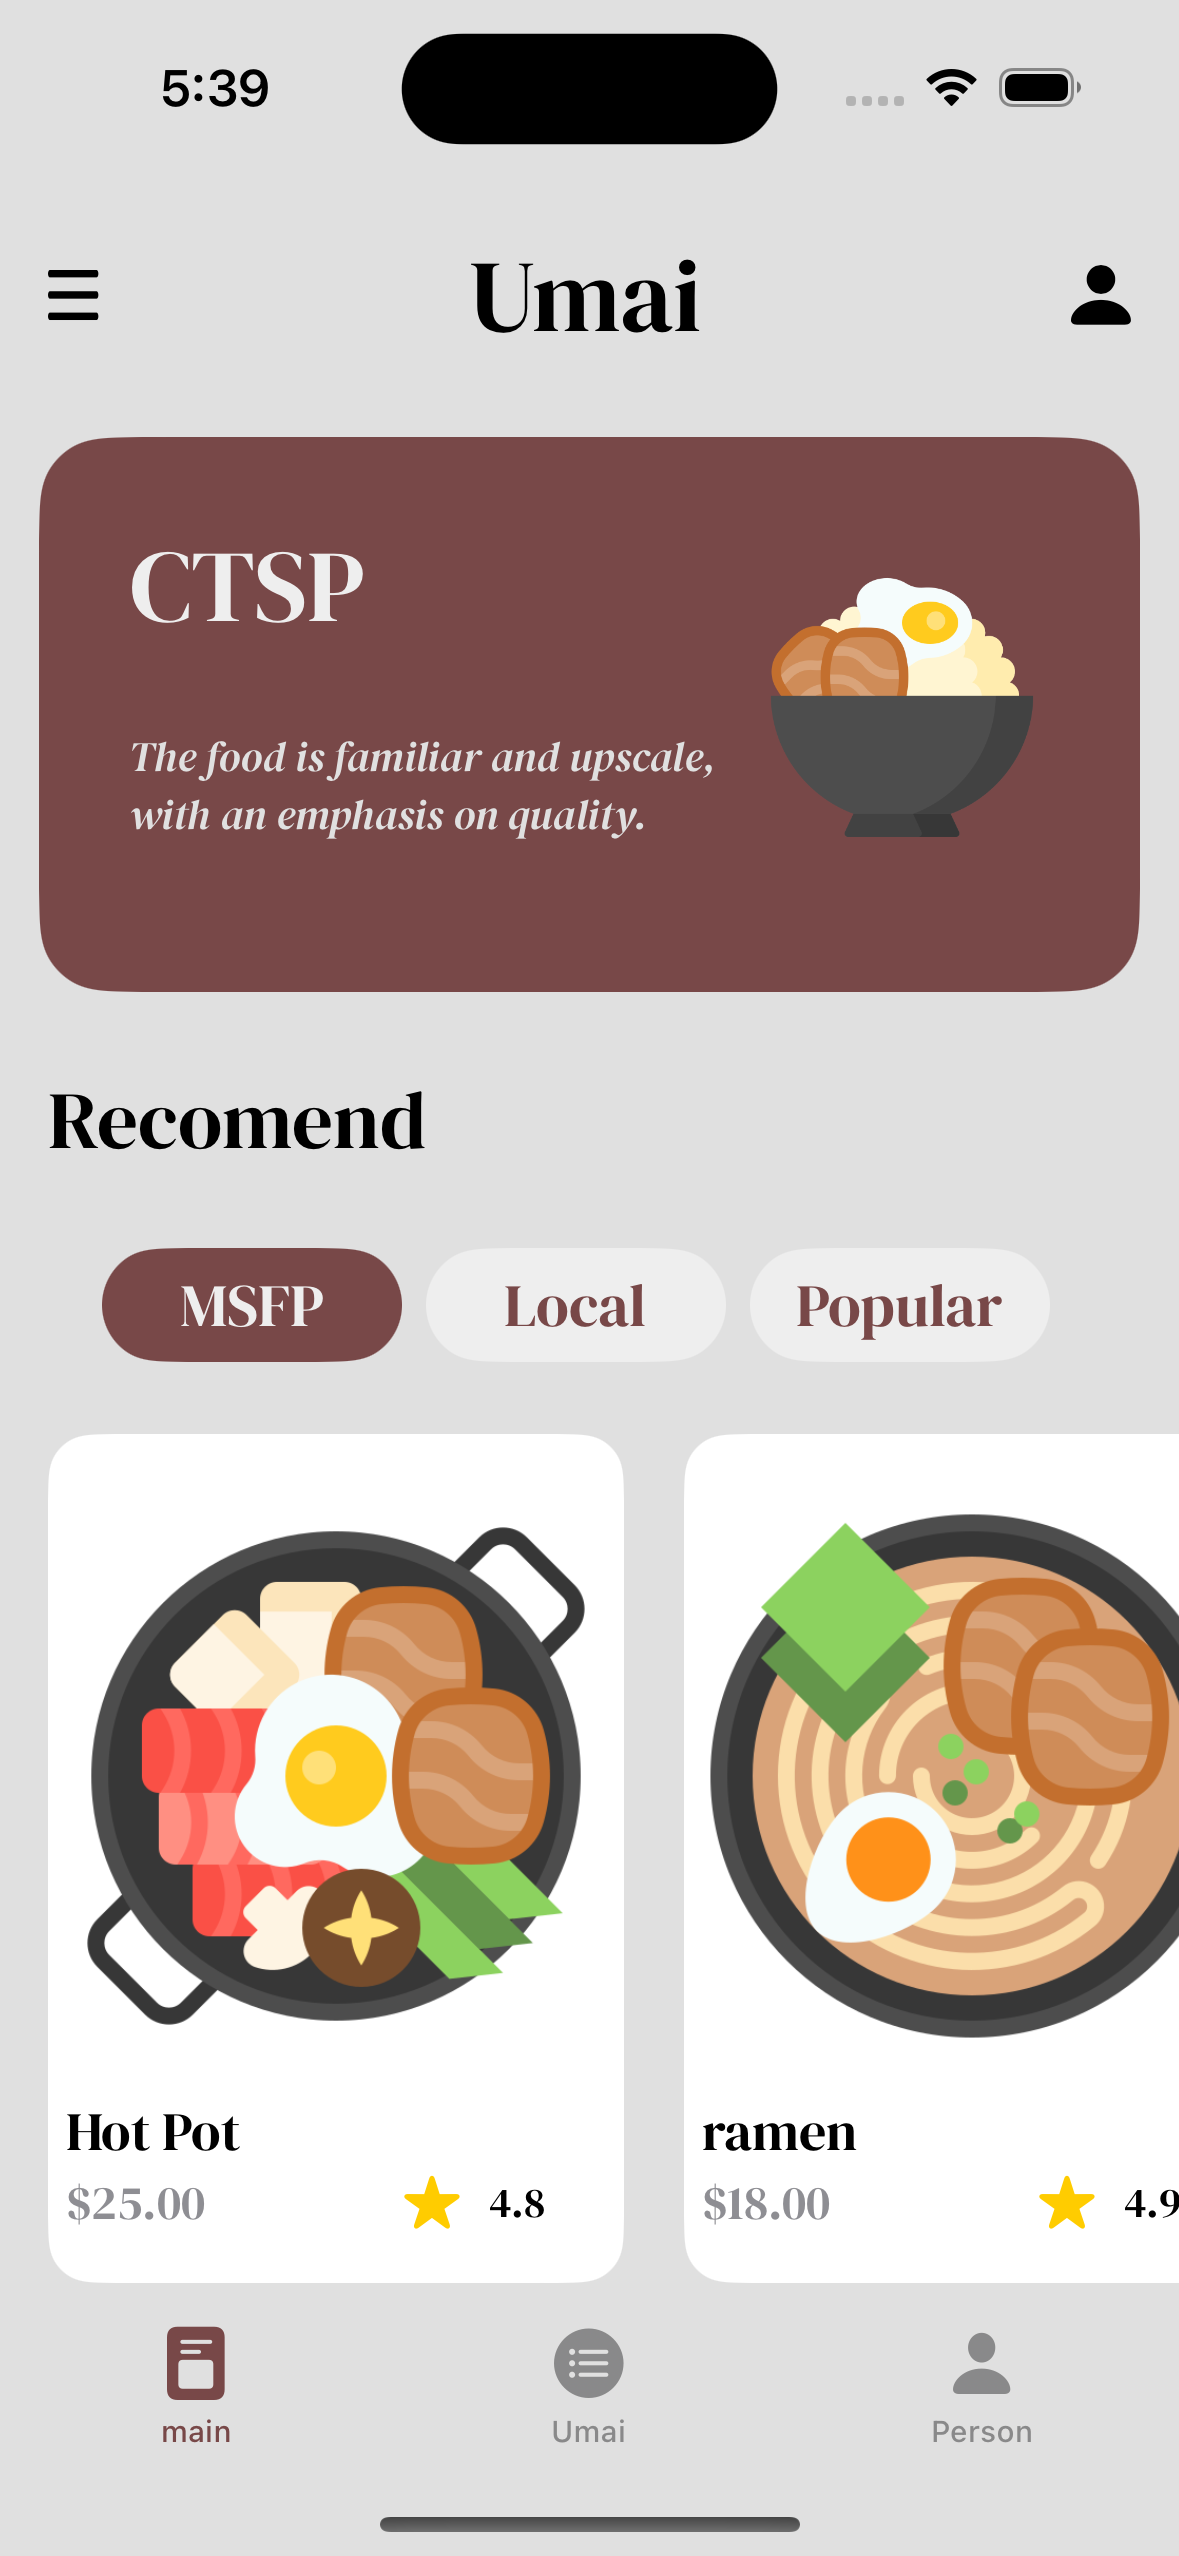 5:39
Umai
CTSP
The food is familiar and upscale,
with an emphasis on quality.
Recomend
MSFP
Local
Popular
Hot Pot
$25.00
4.8
ramen
$18.00
4.9
main
Umai
Person